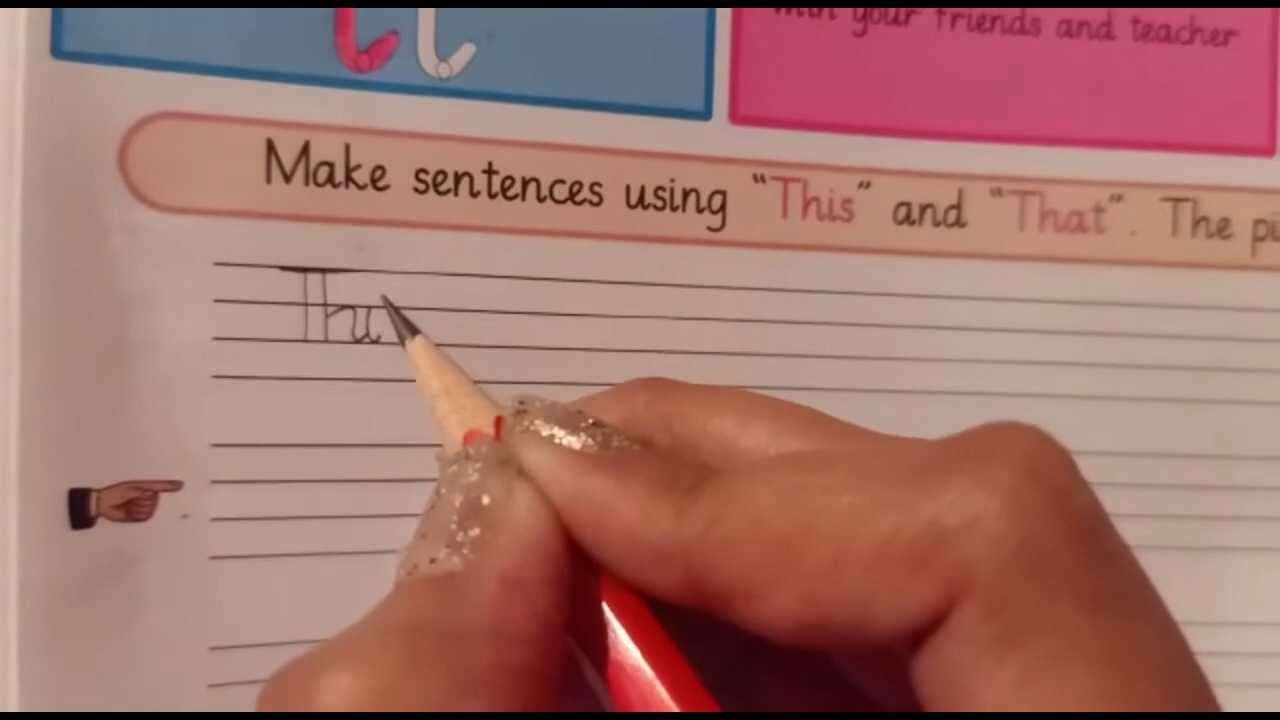 with your friends and teacher
Make sentences using "This" and "That". The
Thi